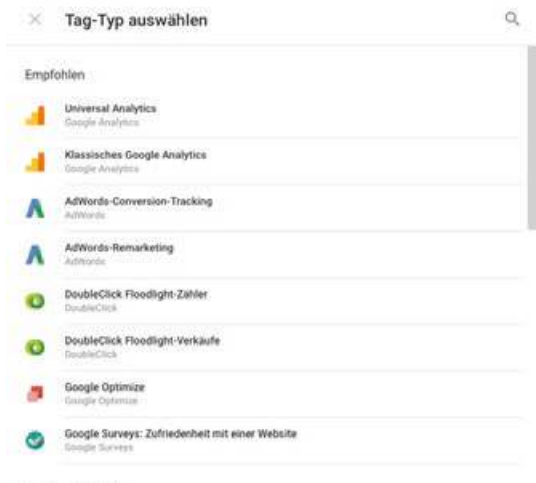 Tag-Typ auswählen
Empfohlen
Universal Analytics
Google Analytics
Klassisches Google Analytics
Google Analytics
AdWords-Conversion-Tracking
AdWords
AdWords-Remarketing
AdWords
DoubleClick Floodlight-Zähler
DoubleClick
DoubleClick Floodlight-Verkäufe
DoubleClick
Google Optimize
Google Optimize
Google Surveys: Zufriedenheit mit einer Website
Google Surveys